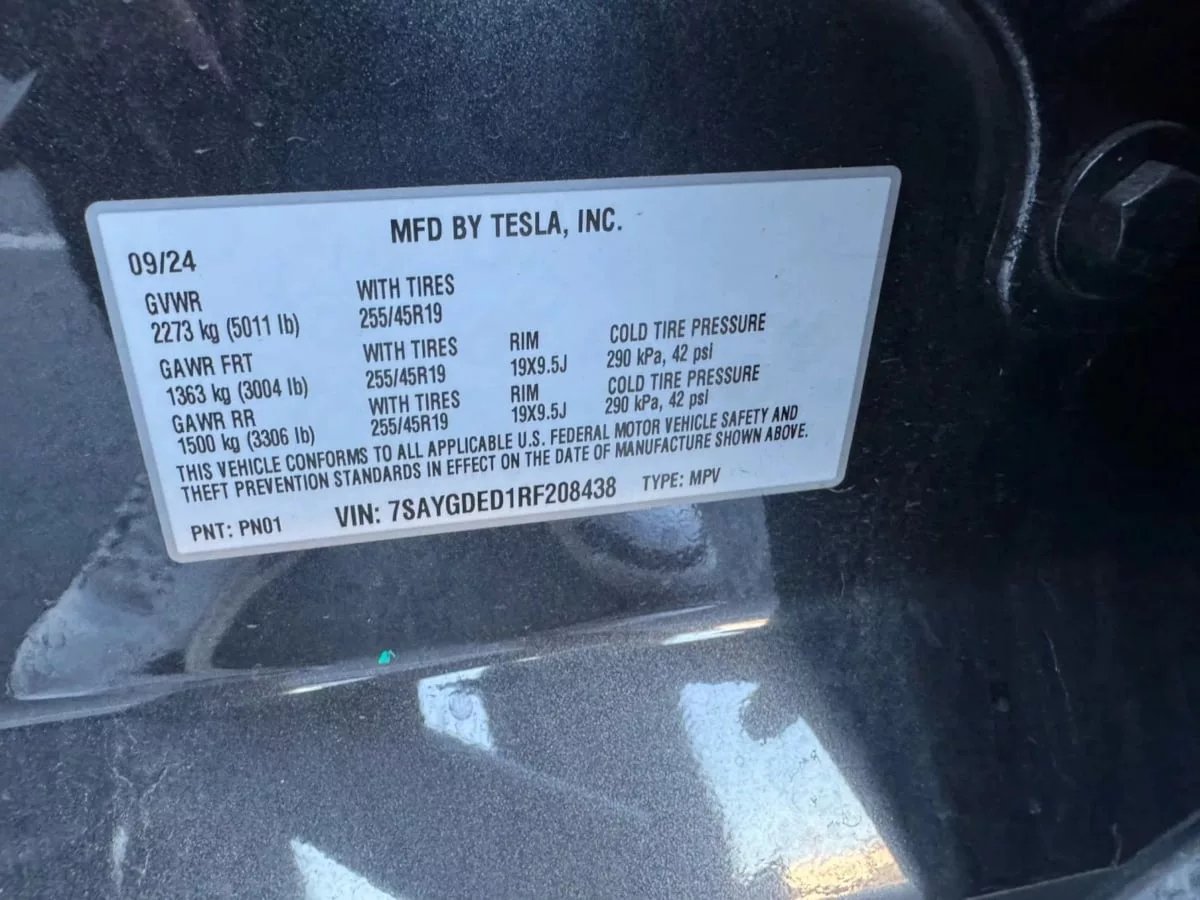 MFD BY TESLA, INC.
09/24
GVWR WITH TIRES
2273 kg (5011 lb) 255/45R19
GAWR FRT WITH TIRES RIM COLD TIRE PRESSURE
1363 kg (3004 lb) 255/45R19 19X9.5J 290 kPa, 42 psi
GAWR RR WITH TIRES RIM COLD TIRE PRESSURE
1500 kg (3306 lb) 255/45R19 19X9.5J 290 kPa, 42 psi
THIS VEHICLE CONFORMS TO ALL APPLICABLE U.S. FEDERAL MOTOR VEHICLE SAFETY AND
THEFT PREVENTION STANDARDS IN EFFECT ON THE DATE OF MANUFACTURE SHOWN ABOVE.
PNT: PN01 VIN: 7SAYGDED1RF208438 TYPE: MPV